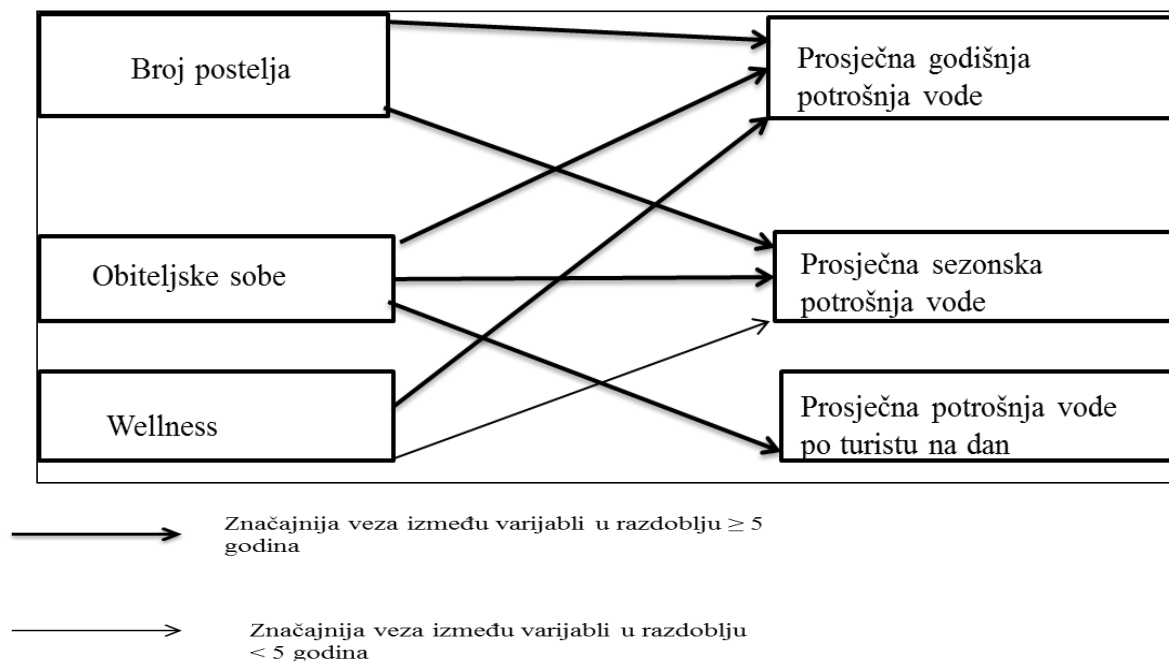 Broj postelja
Prosječna godišnja
potrošnja vode
Obiteljske sobe
Prosječna sezonska
potrošnja vode
Wellness
Prosječna potrošnja vode
po turistu na dan
Značajnija veza između varijabli u razdoblju ≥ 5
godina
Značajnija veza između varijabli u razdoblju
< 5 godina